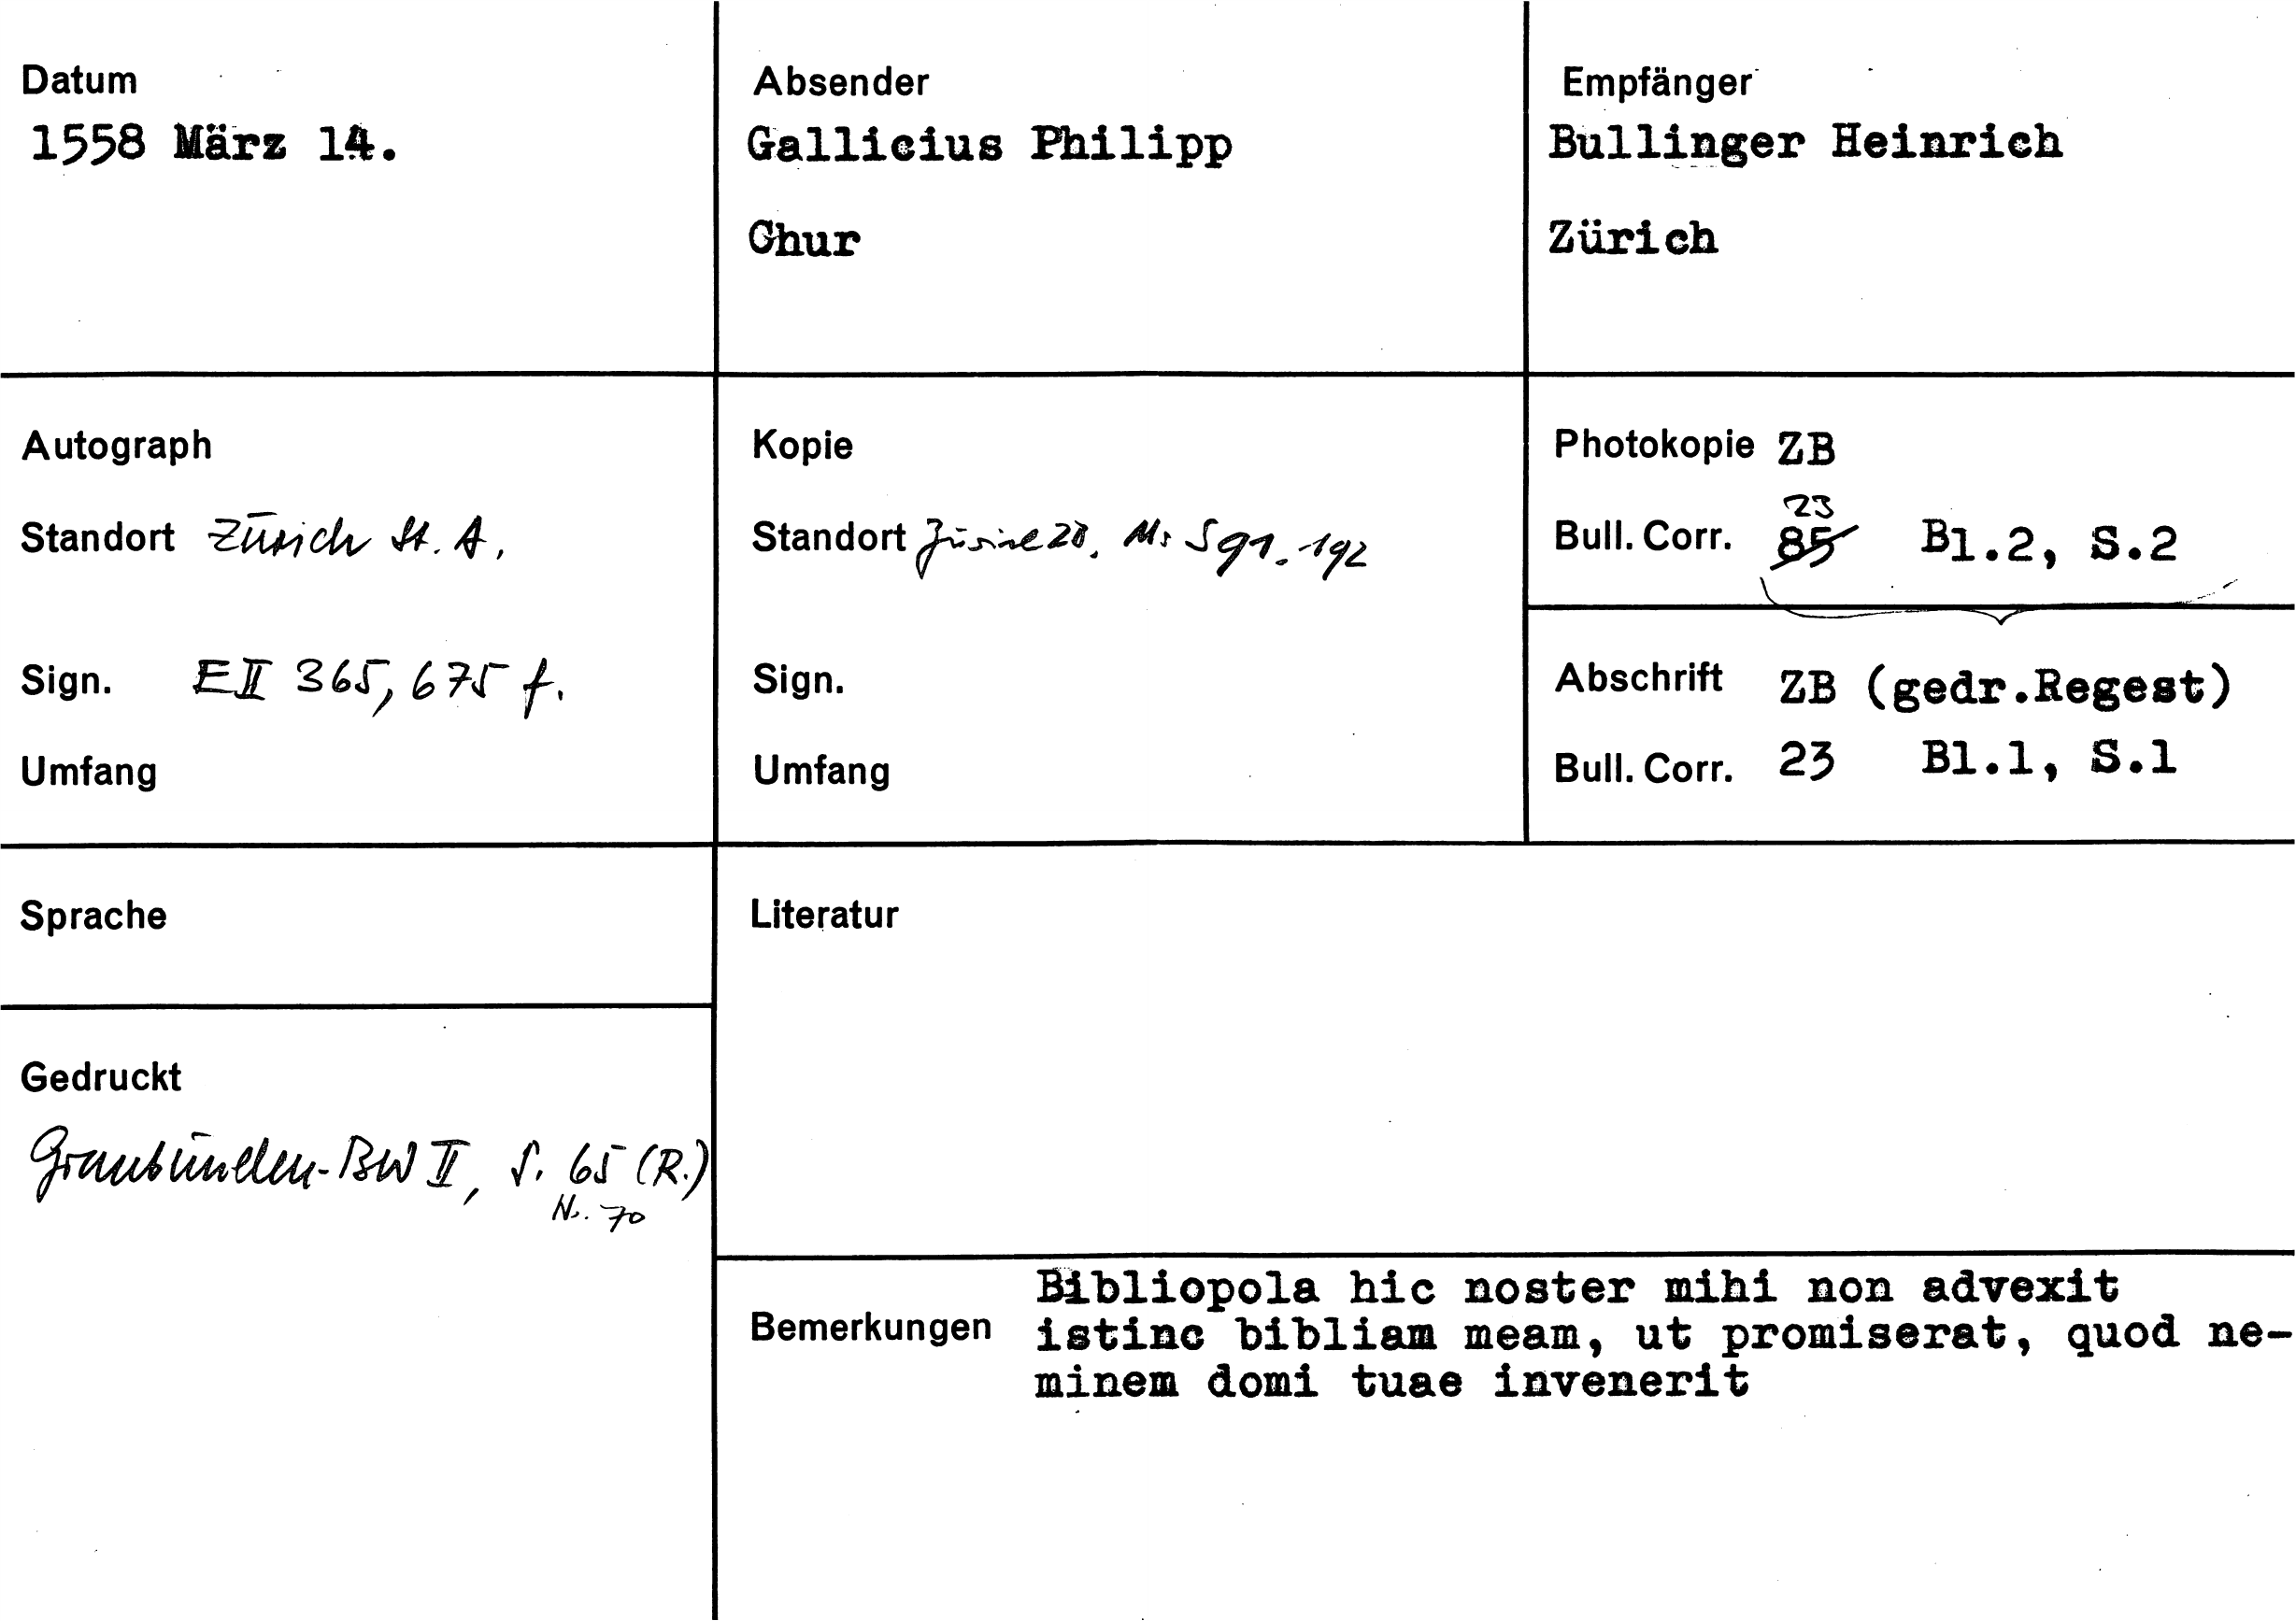 Datum
1558 März 14.
Absender
Gallicius Philipp
Chur
Empfänger
Bullinger Heinrich
Zürich
Autograph
Standort Zürich St. A.
Sign. E II 365, 675 f.
Umfang
Kopie
Standort Zürich ZB, Ms S 91. 192
Sign.
Umfang
Photokopie ZB
23
Bull. Corr. 85 Bl.2, S.2
Abschrift ZB (gedr.Regest)
Bull. Corr. 23 Bl.1, S.1
Sprache
Gedruckt
Graubünden-BW II, S. 65 (R.)
No. 70
Literatur
Bemerkungen
Bibliopola hic noster mihi non advexit
istinc bibliam meam, ut promiserat, quod ne-
minem domi tuae invenerit